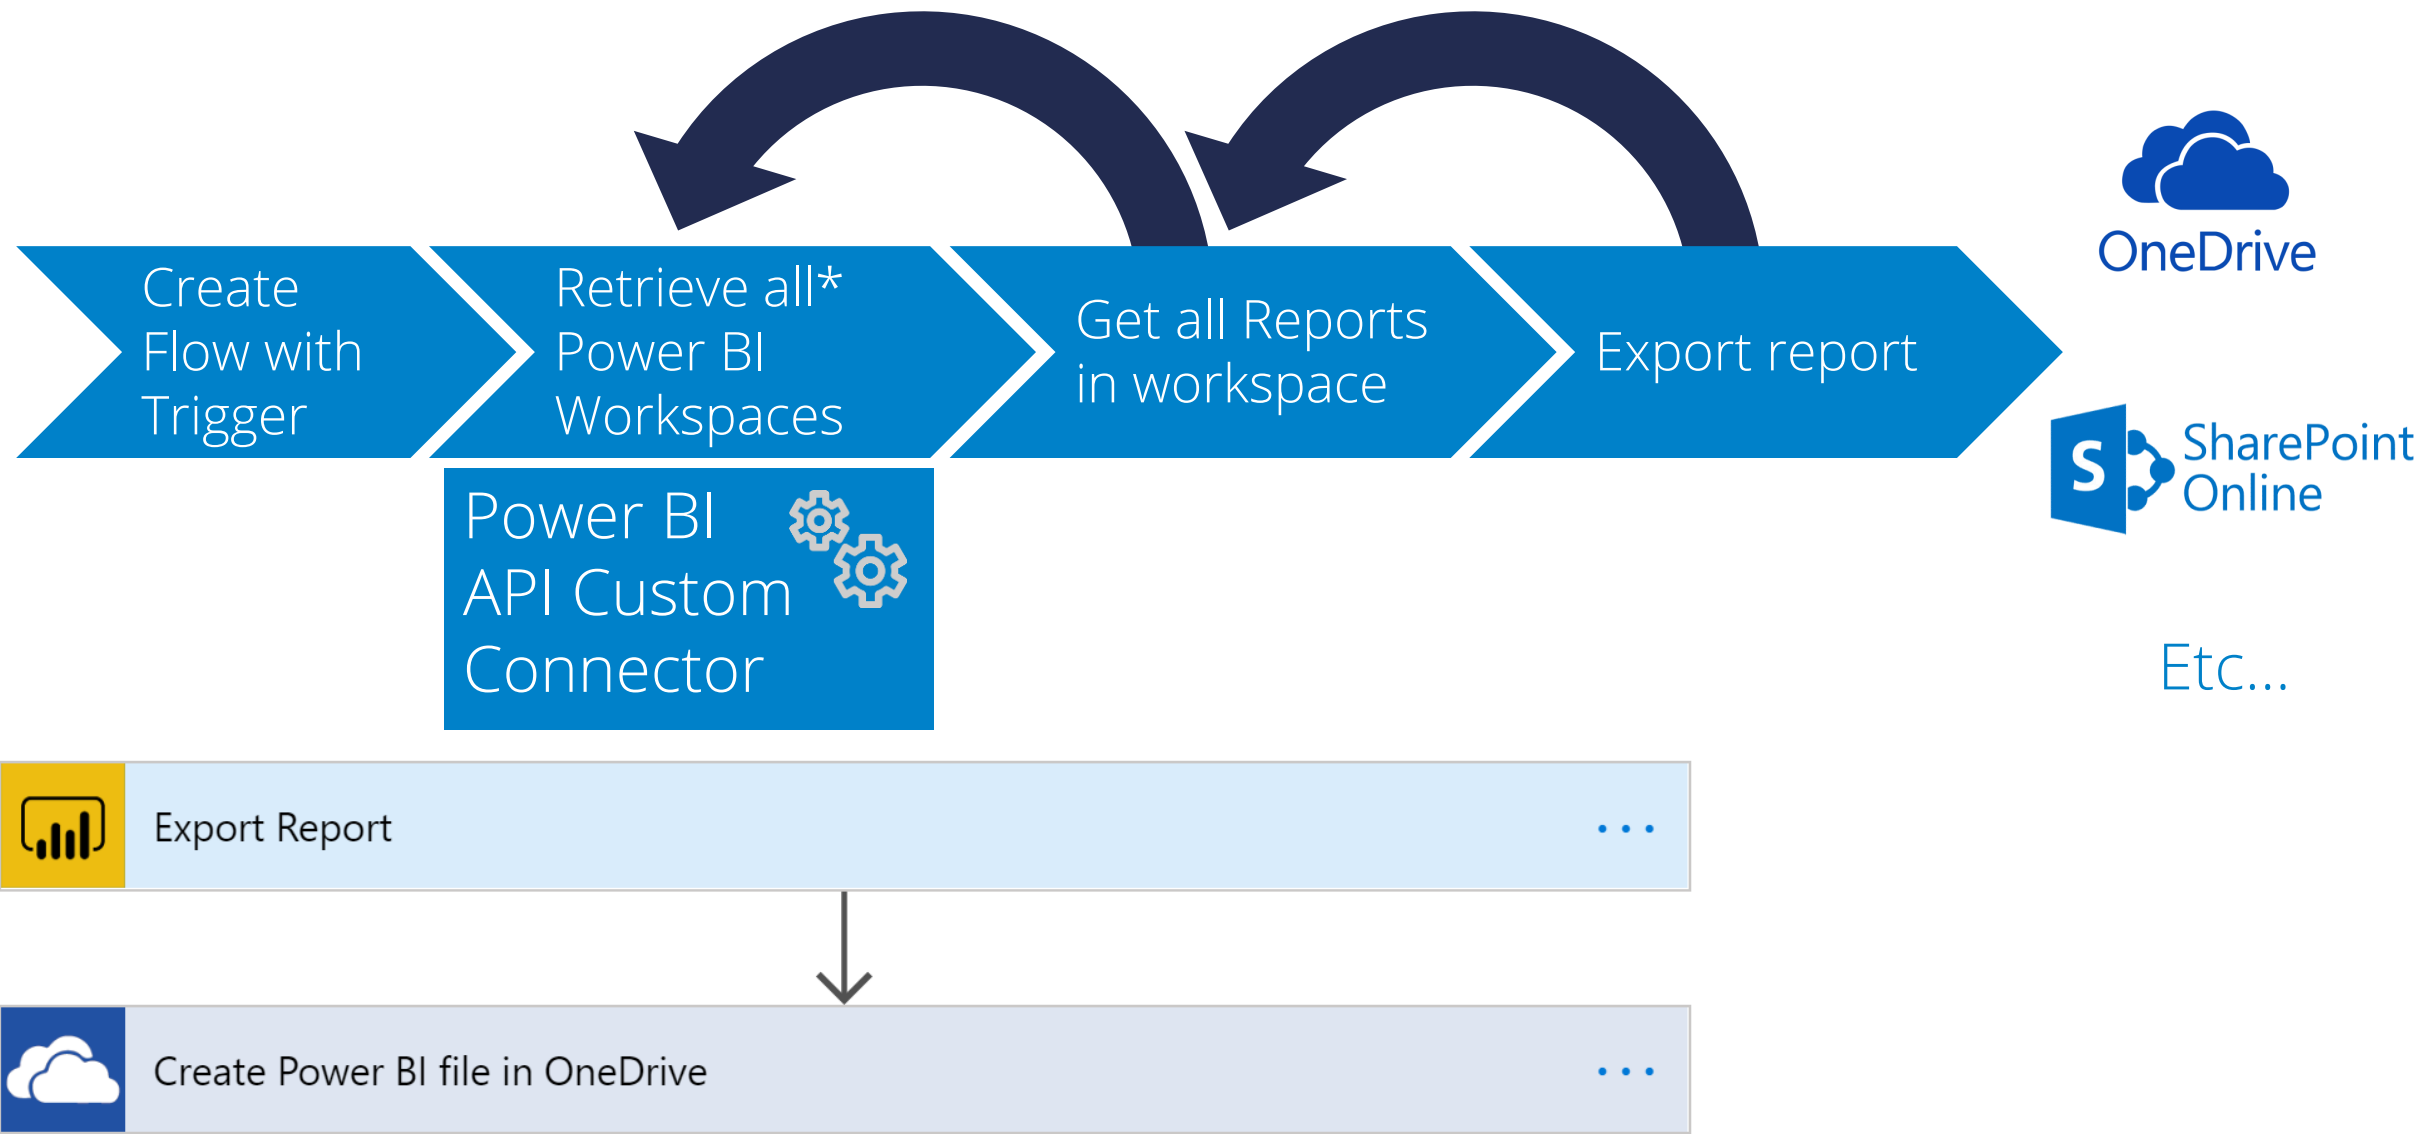 Create
Flow with
Trigger
Retrieve all*
Power BI
Workspaces
Get all Reports
in workspace
Export report
OneDrive
S
SharePoint
Online
Etc...
Power BI
API Custom
Connector
Export Report
Create Power BI file in OneDrive